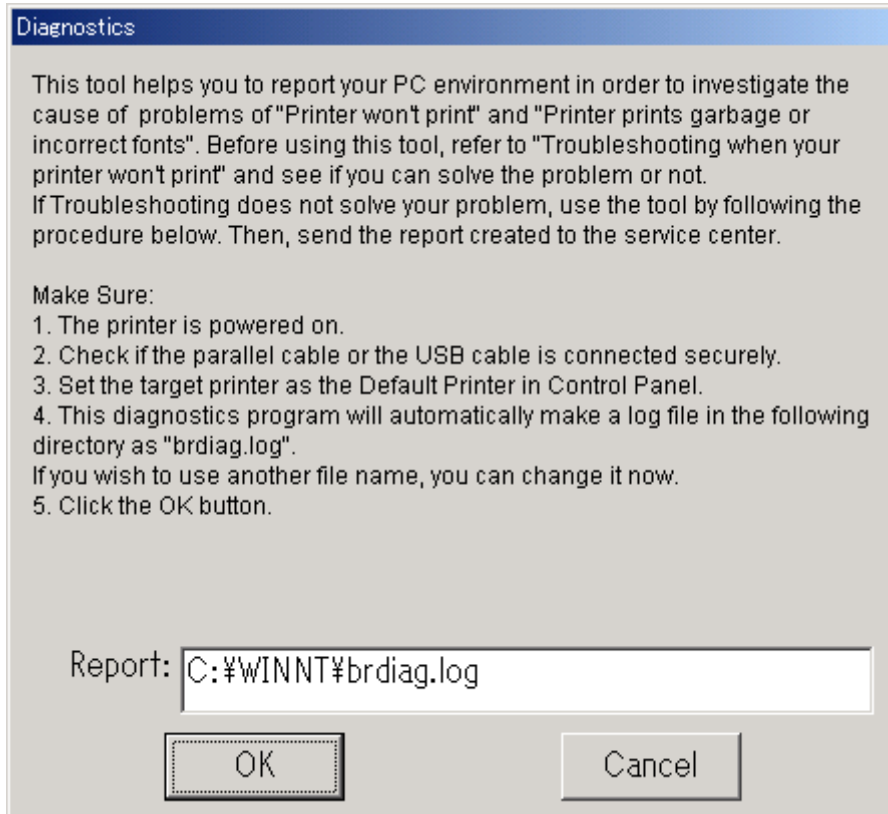 Diagnostics
This tool helps you to report your PC environment in order to investigate the
cause of  problems of "Printer won't print" and "Printer prints garbage or
incorrect fonts". Before using this tool, refer to "Troubleshooting when your
printer won't print" and see if you can solve the problem or not.
If Troubleshooting does not solve your problem, use the tool by following the
procedure below. Then, send the report created to the service center.
Make Sure:
1. The printer is powered on.
2. Check if the parallel cable or the USB cable is connected securely.
3. Set the target printer as the Default Printer in Control Panel.
4. This diagnostics program will automatically make a log file in the following
directory as "brdiag.log".
If you wish to use another file name, you can change it now.
5. Click the OK button.
Report: C:¥WINNT¥brdiag.log
OK Cancel